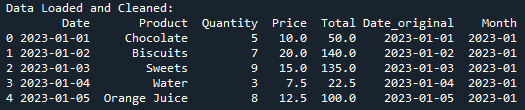 Data Loaded and Cleaned:
Date Product Quantity Price Total Date_original Month
0 2023-01-01 Chocolate 5 10.0 50.0 2023-01-01 2023-01
1 2023-01-02 Biscuits 7 20.0 140.0 2023-01-02 2023-01
2 2023-01-03 Sweets 9 15.0 135.0 2023-01-03 2023-01
3 2023-01-04 Water 3 7.5 22.5 2023-01-04 2023-01
4 2023-01-05 Orange Juice 8 12.5 100.0 2023-01-05 2023-01